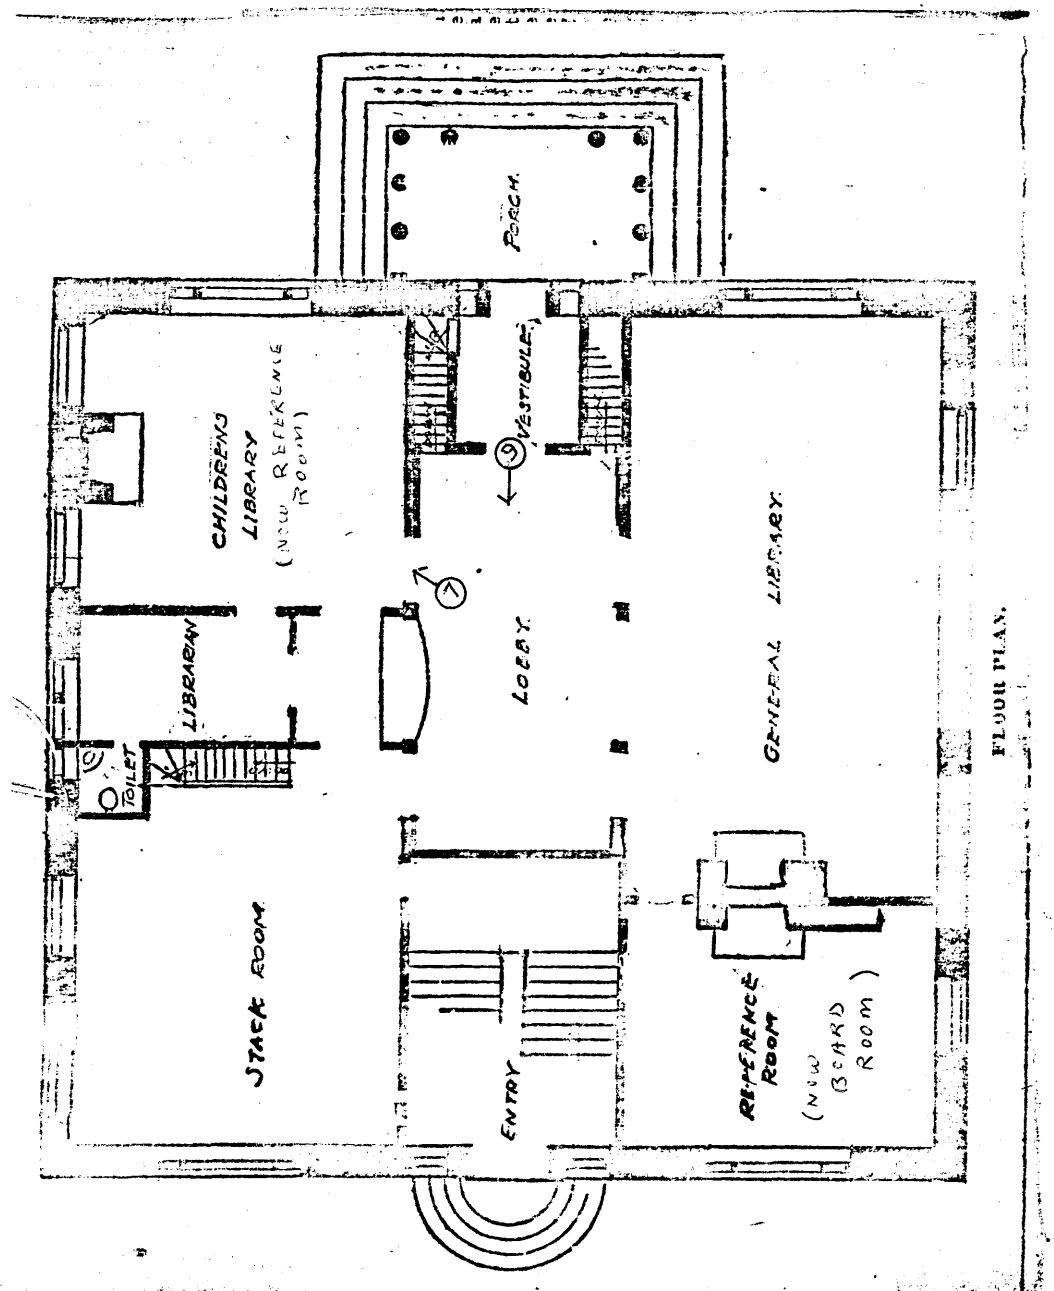 PORCH.
VESTIBULE
9
CHILDRENS
LIBRARY
(NOW REFERENCE
ROOM)
7
LIBRARIAN
LOBBY.
GENERAL LIBRARY.
TOILET
STACK ROOM
ENTRY
REFERENCE
ROOM
(NOW
BOARD
ROOM)
FLOOR PLAN.